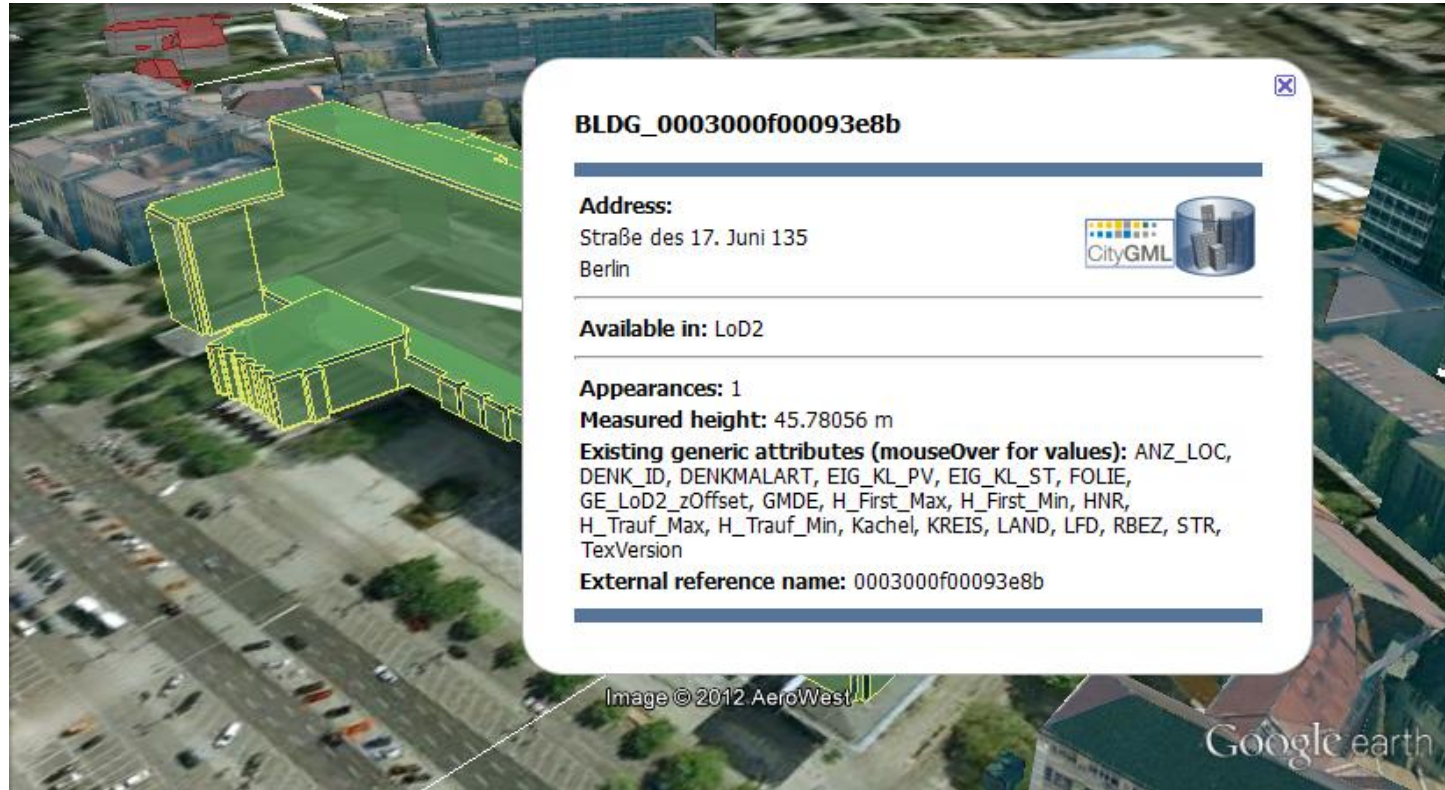 BLDG_0003000f00093e8b
Address:
Straße des 17. Juni 135
Berlin
CityGML
Available in: LoD2
Appearances: 1
Measured height: 45.78056 m
Existing generic attributes (mouseOver for values): ANZ_LOC,
DENK_ID, DENKMALART, EIG_KL_PV, EIG_KL_ST, FOLIE,
GE_LoD2_zOffset, GMDE, H_First_Max, H_First_Min, HNR,
H_Trauf_Max, H_Trauf_Min, Kachel, KREIS, LAND, LFD, RBEZ, STR,
TexVersion
External reference name: 0003000f00093e8b
Image © 2012 AeroWest
Google earth